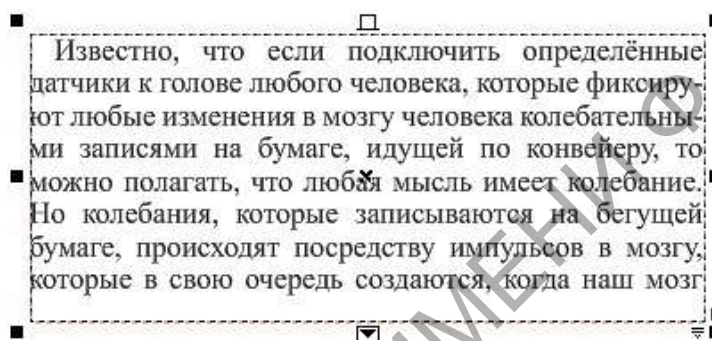 Известно, что если подключить определённые
датчики к голове любого человека, которые фиксиру-
ют любые изменения в мозгу человека колебательны-
ми записями на бумаге, идущей по конвейеру, то
можно полагать, что любая мысль имеет колебание.
Но колебания, которые записываются на бегущей
бумаге, происходят посредству импульсов в мозгу,
которые в свою очередь создаются, когда наш мозг
ИМЕНИ Ф